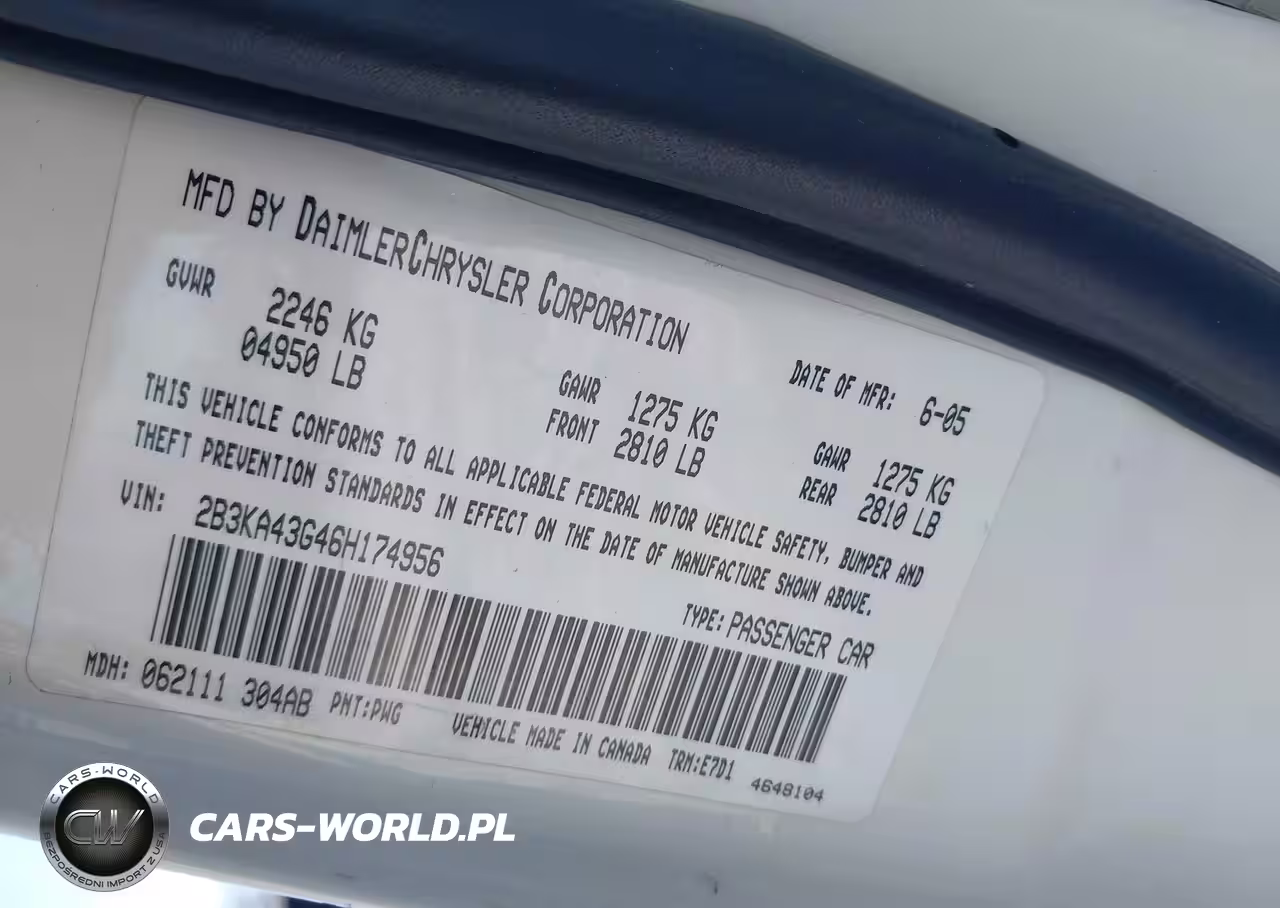 MFD BY DAIMLERCHRYSLER CORPORATION
DATE OF MFR: 6-05
GVWR
2246 KG
04950 LB
GAWR FRONT
1275 KG
2810 LB
GAWR REAR
1275 KG
2810 LB
THIS VEHICLE CONFORMS TO ALL APPLICABLE FEDERAL MOTOR VEHICLE SAFETY, BUMPER AND
THEFT PREVENTION STANDARDS IN EFFECT ON THE DATE OF MANUFACTURE SHOWN ABOVE.
VIN: 2B3KA43G46H174956
TYPE: PASSENGER CAR
MDH: 062111 304AB PNT:PWG
VEHICLE MADE IN CANADA TRM:E7D1
4648104
CARS-WORLD
CW
BEZPOŚREDNI IMPORT Z USA
CARS-WORLD.PL